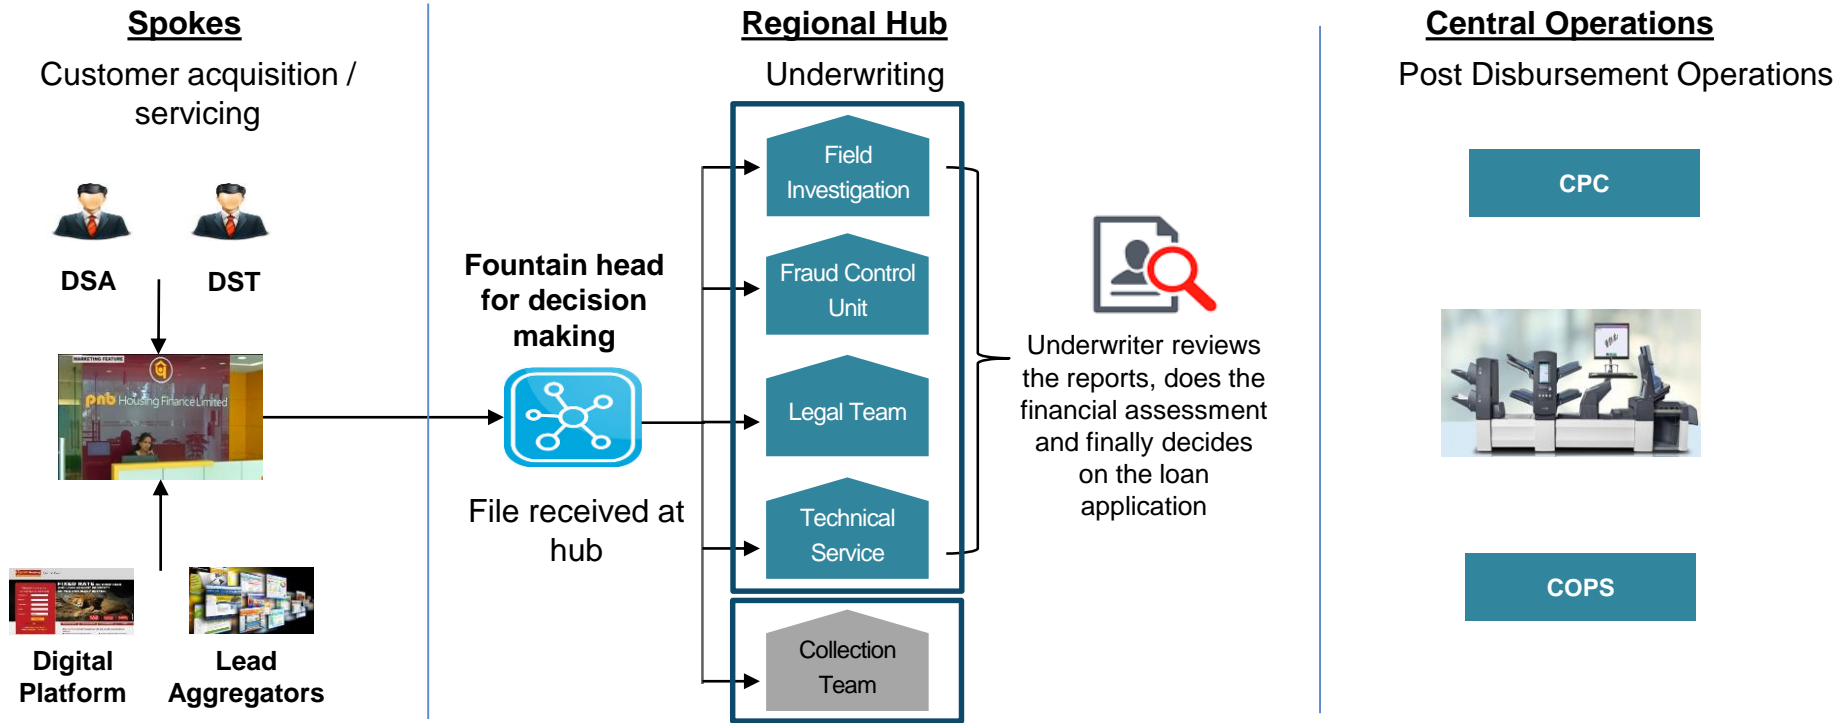 Spokes
Customer acquisition /
servicing
DSA
DST
MARKETING FEATURE
pnb Housing Finance Limited
Digital
Platform
Lead
Aggregators
Regional Hub
Underwriting
Fountain head
for decision
making
File received at
hub
Field
Investigation
Fraud Control
Unit
Legal Team
Technical
Service
Collection
Team
Underwriter reviews
the reports, does the
financial assessment
and finally decides
on the loan
application
Central Operations
Post Disbursement Operations
CPC
COPS